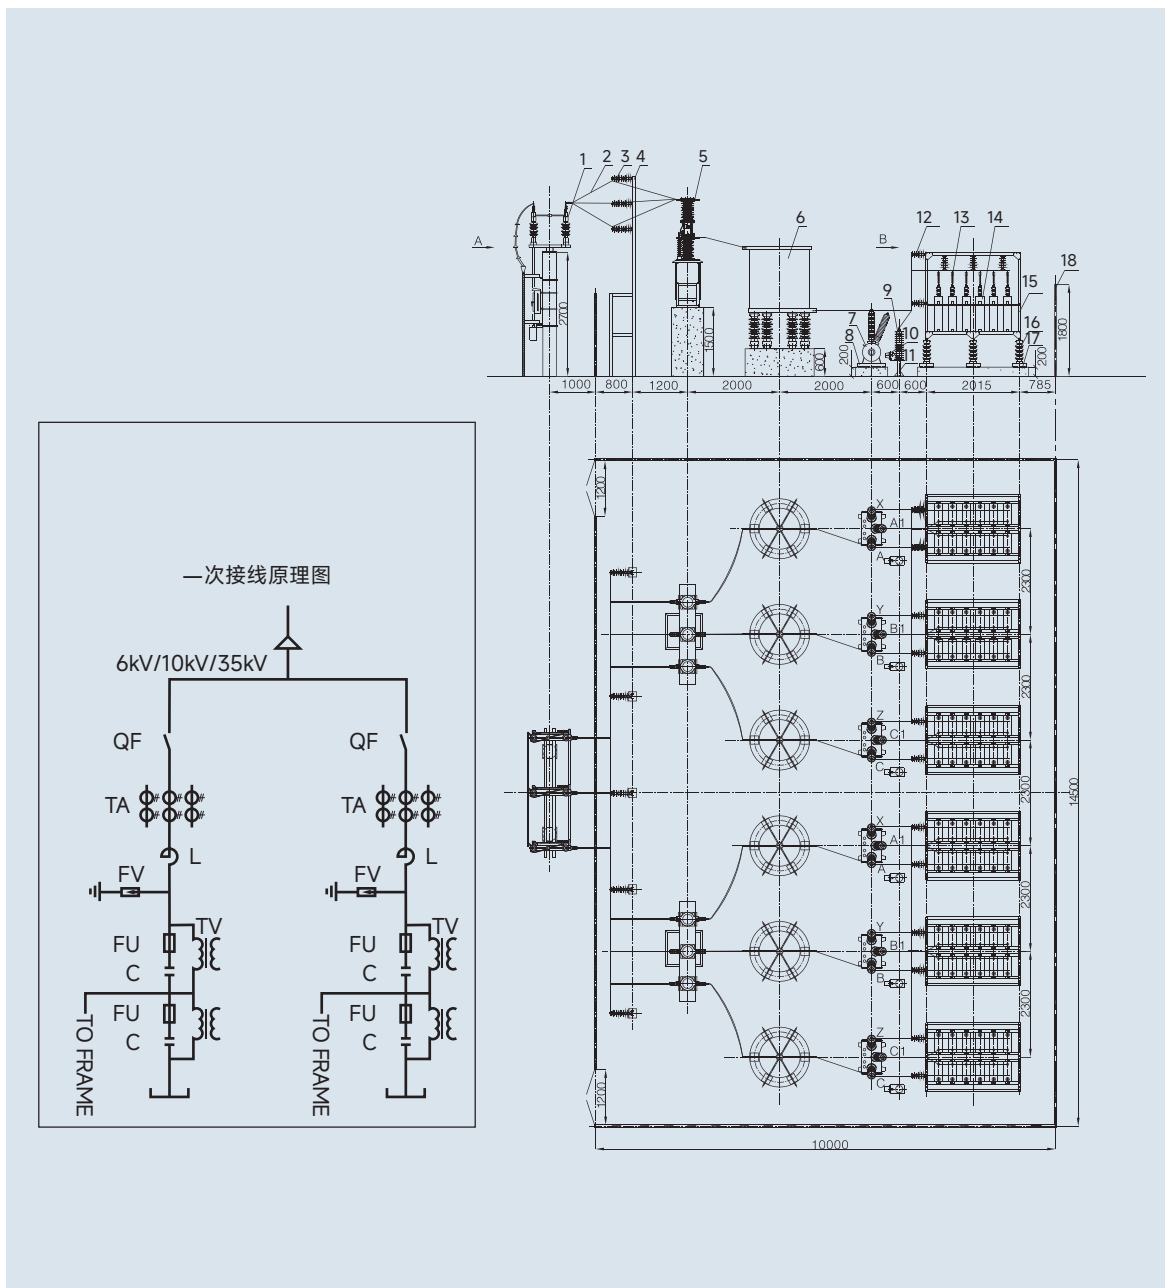 1 2 3 4 5
6
A
B
12 13 14
18
9
15
7
10
16
8
11
17
2700
1500
600
200
200
1800
1000 800 1200 2000 2000 600 600 2015 785
1200
X
A1
A
2300
Y
B1
B
2300
Z
C1
C
2300
14500
X
A1
A
2300
Y
B1
B
2300
Z
C1
C
1200
10000
一次接线原理图
6kV/10kV/35kV
QF QF
TA TA
# # # # # #
# # # # # #
L L
FV FV
TV TV
FU FU
C C
FU FU
C C
TO FRAME TO FRAME